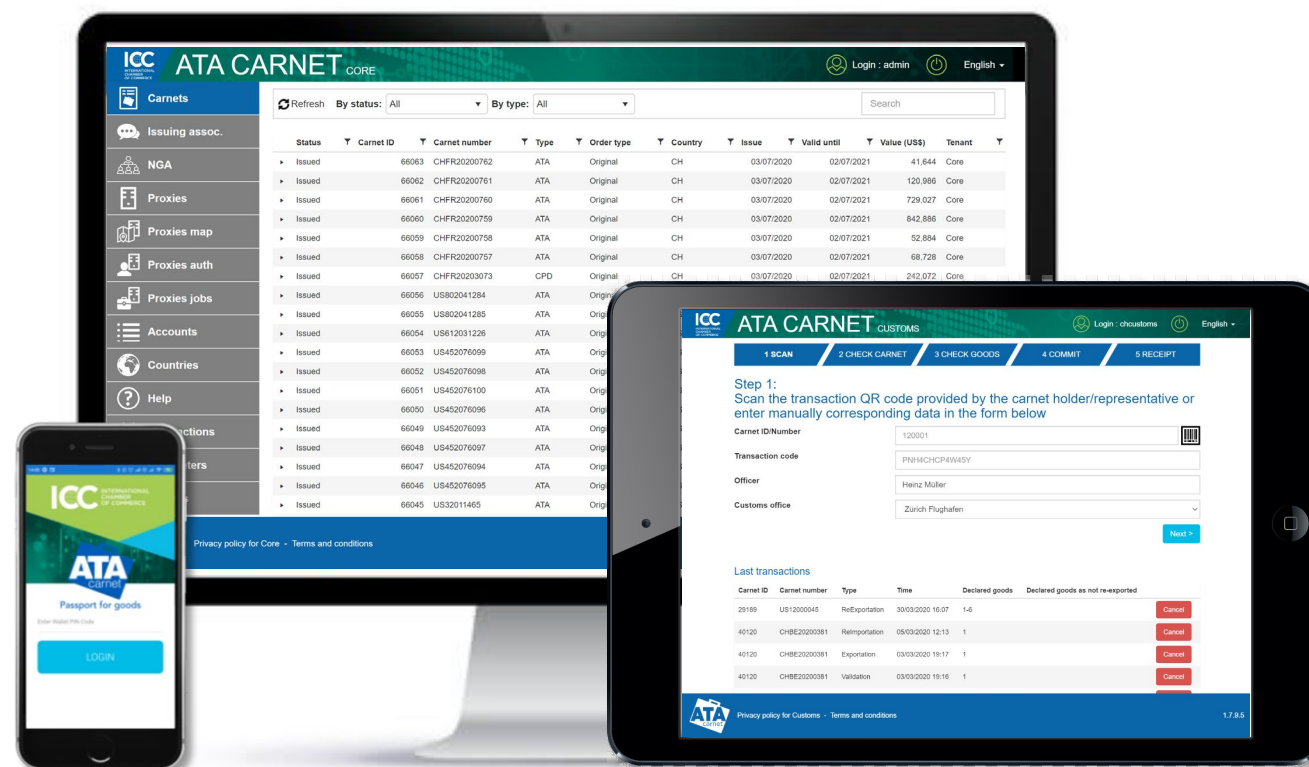 ICC INTERNATIONAL CHAMBER OF COMMERCE ATA CARNET CORE Login : admin English
Carnets
Issuing assoc.
NGA
Proxies
Proxies map
Proxies auth
Proxies jobs
Accounts
Countries
Help
Refresh By status: All By type: All Search
Status Carnet ID Carnet number Type Order type Country Issue Valid until Value (US$) Tenant
Issued 66063 CHFR20200762 ATA Original CH 03/07/2020 02/07/2021 41,644 Core
Issued 66062 CHFR20200761 ATA Original CH 03/07/2020 02/07/2021 120,986 Core
Issued 66061 CHFR20200760 ATA Original CH 03/07/2020 02/07/2021 729,027 Core
Issued 66060 CHFR20200759 ATA Original CH 03/07/2020 02/07/2021 842,886 Core
Issued 66059 CHFR20200758 ATA Original CH 03/07/2020 02/07/2021 52,884 Core
Issued 66058 CHFR20200757 ATA Original CH 03/07/2020 02/07/2021 68,728 Core
Issued 66057 CHFR20203073 CPD Original CH 03/07/2020 02/07/2021 242,072 Core
Issued 66056 US802041284 ATA
Issued 66055 US802041285 ATA
Issued 66054 US612031226 ATA
Issued 66053 US452076099 ATA
Issued 66052 US452076098 ATA
Issued 66051 US452076100 ATA
Issued 66050 US452076096 ATA
Issued 66049 US452076093 ATA
Issued 66048 US452076097 ATA
Issued 66047 US452076094 ATA
Issued 66046 US452076095 ATA
Issued 66045 US32011465 ATA
Privacy policy for Core - Terms and conditions
ICC INTERNATIONAL CHAMBER OF COMMERCE
ATA carnet
Passport for goods
Enter Wallet PIN Code
LOGIN
ICC INTERNATIONAL CHAMBER OF COMMERCE ATA CARNET CUSTOMS Login : chcustoms English
1 SCAN 2 CHECK CARNET 3 CHECK GOODS 4 COMMIT 5 RECEIPT
Step 1:
Scan the transaction QR code provided by the carnet holder/representative or
enter manually corresponding data in the form below
Carnet ID/Number 120001
Transaction code PNH4CHCP4W45Y
Officer Heinz Müller
Customs office Zürich Flughafen
Next >
Last transactions
Carnet ID Carnet number Type Time Declared goods Declared goods as not re-exported
29189 US12000045 ReExportation 30/03/2020 16:07 1-6 Cancel
40120 CHBE20200381 ReImportation 05/03/2020 12:13 1 Cancel
40120 CHBE20200381 Exportation 03/03/2020 19:17 1 Cancel
40120 CHBE20200381 Validation 03/03/2020 19:16 1 Cancel
ATA carnet Privacy policy for Customs - Terms and conditions 1.7.9.5